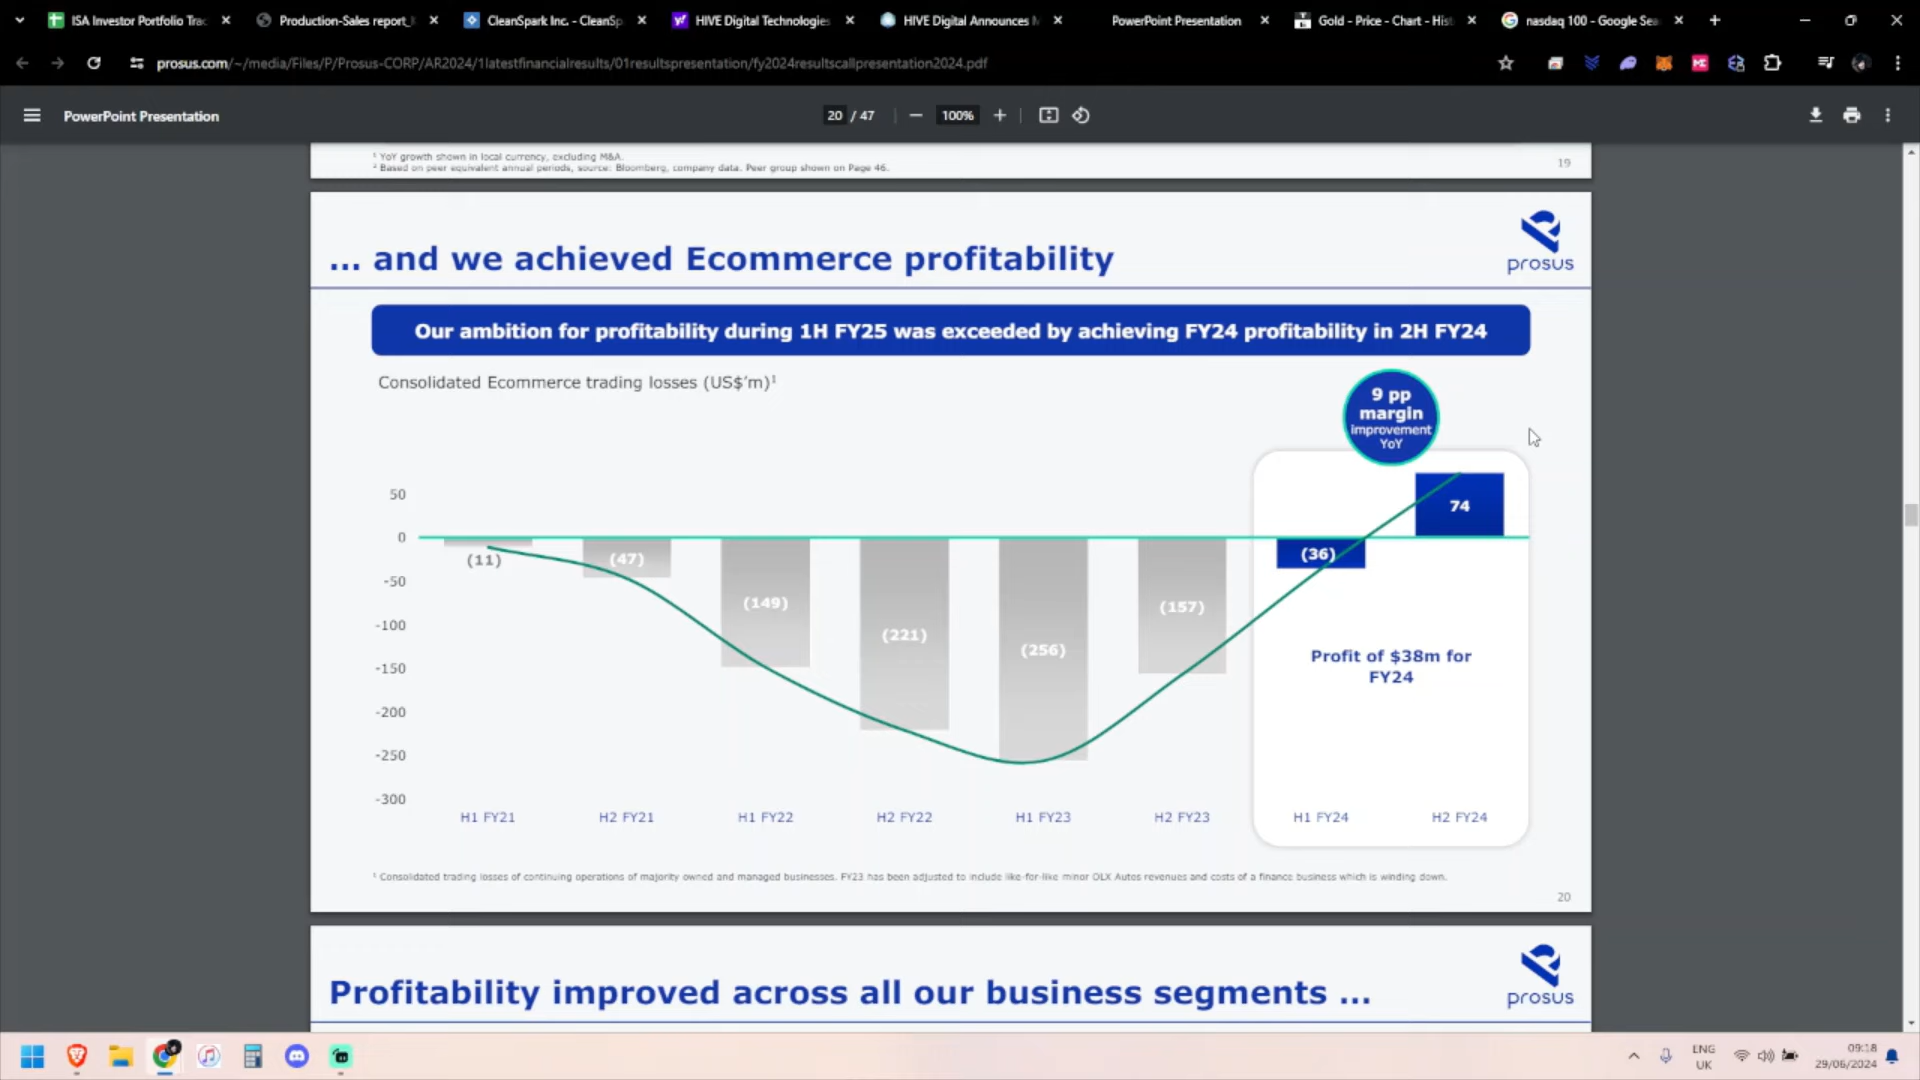 ISA Investor Portfolio Trac
Production-Sales report_
CleanSpark Inc. - CleanSp
HIVE Digital Technologies
HIVE Digital Announces
PowerPoint Presentation
Gold - Price - Chart - His
nasdaq 100 - Google Sea
prosus.com/~/media/Files/P/Prosus-CORP/AR2024/1latestfinancialresults/01resultspresentation/fy2024resultscallpresentation2024.pdf
PowerPoint Presentation
20 / 47
100%
¹ YoY growth shown in local currency, excluding M&A.
² Based on peer equivalent annual periods, source: Bloomberg, company data. Peer group shown on Page 46.
19
... and we achieved Ecommerce profitability
prosus
Our ambition for profitability during 1H FY25 was exceeded by achieving FY24 profitability in 2H FY24
Consolidated Ecommerce trading losses (US$'m)¹
9 pp
margin
improvement
YoY
50
0
-50
-100
-150
-200
-250
-300
(11)
(47)
(149)
(221)
(256)
(157)
(36)
74
Profit of $38m for
FY24
H1 FY21
H2 FY21
H1 FY22
H2 FY22
H1 FY23
H2 FY23
H1 FY24
H2 FY24
¹ Consolidated trading losses of continuing operations of majority owned and managed businesses. FY23 has been adjusted to include like-for-like minor OLX Autos revenues and costs of a finance business which is winding down.
20
Profitability improved across all our business segments ...
prosus
ENG
UK
09:18
29/06/2024